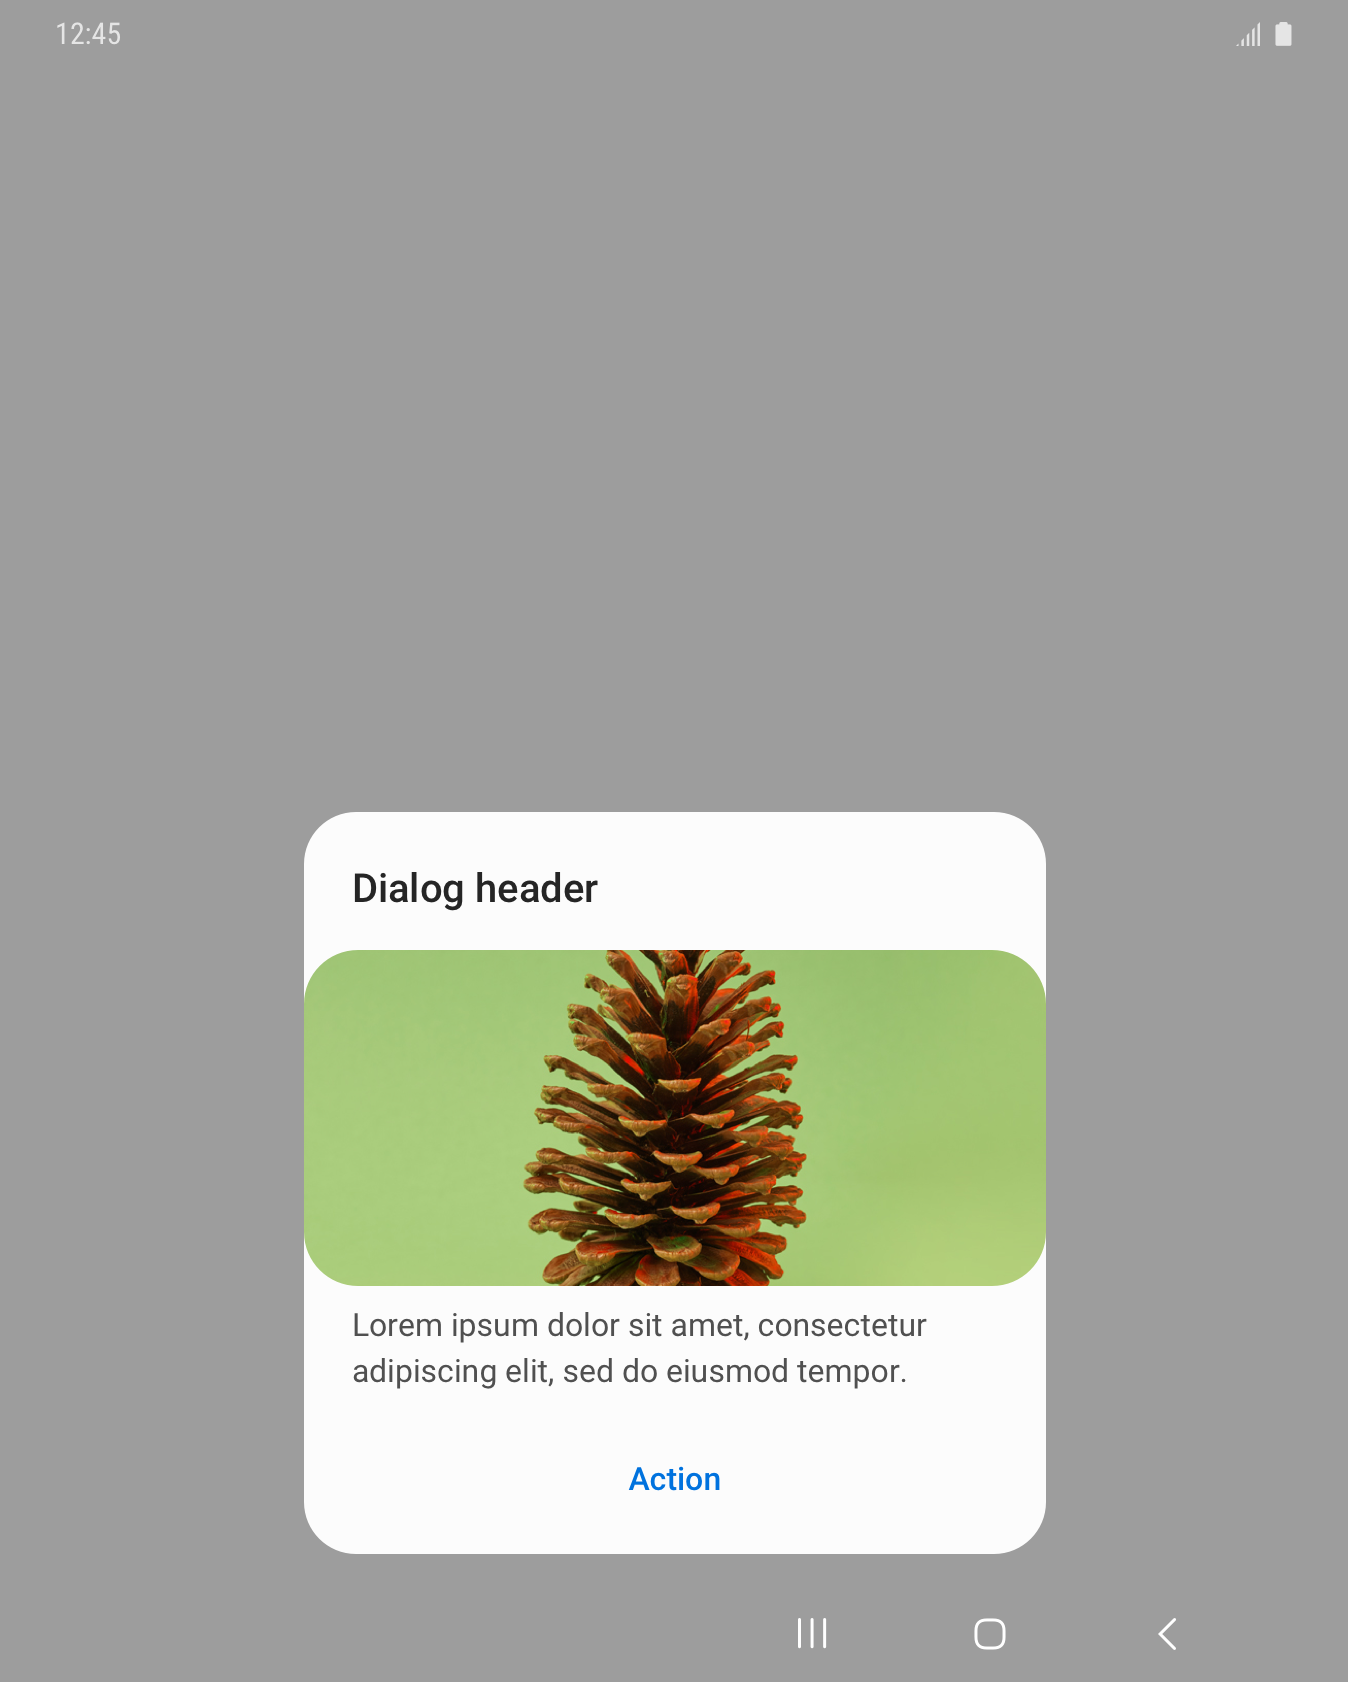 12:45
Dialog header
Lorem ipsum dolor sit amet, consectetur
adipiscing elit, sed do eiusmod tempor.
Action